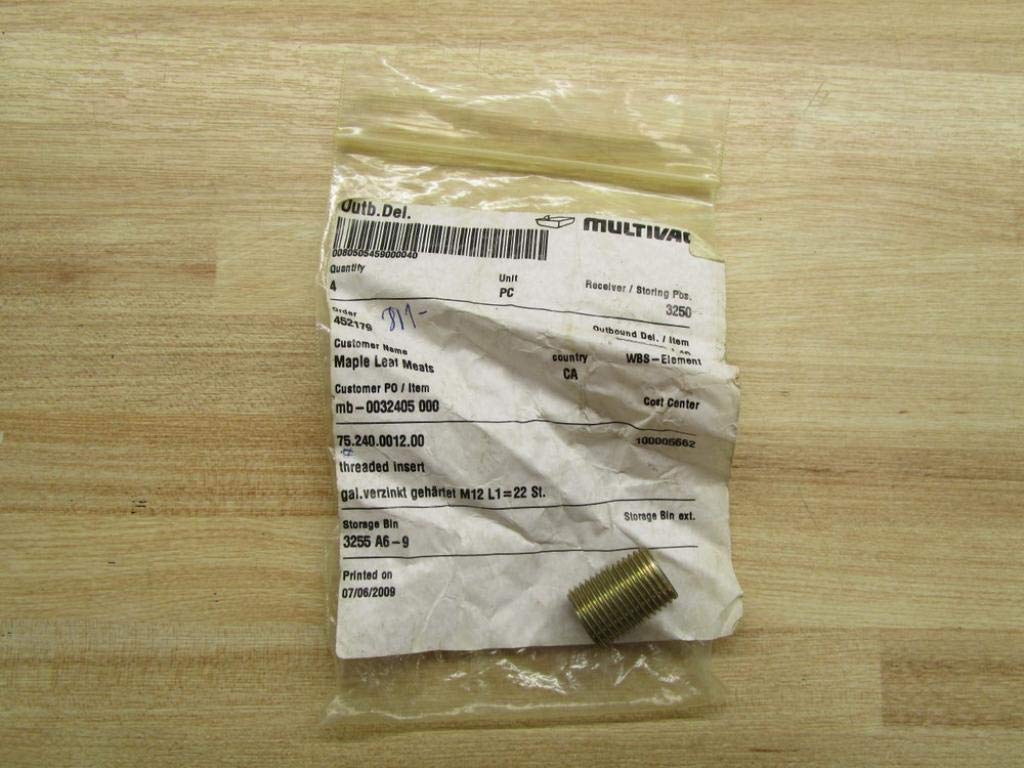 Outb.Del.
MULTIVAC
0080505459000040
Quantity Unit Receiver / Storing Pos.
4 PC 3250
Order Outbound Del. / Item
452179
Customer Name country WBS-Element
Maple Leaf Meats CA
Customer PO / Item Cost Center
mb-0032405 000
75.240.0012.00 100005662
threaded insert
gal.verzinkt gehärtet M12 L1=22 St.
Storage Bin Storage Bin ext.
3255 A6-9
Printed on
07/06/2009